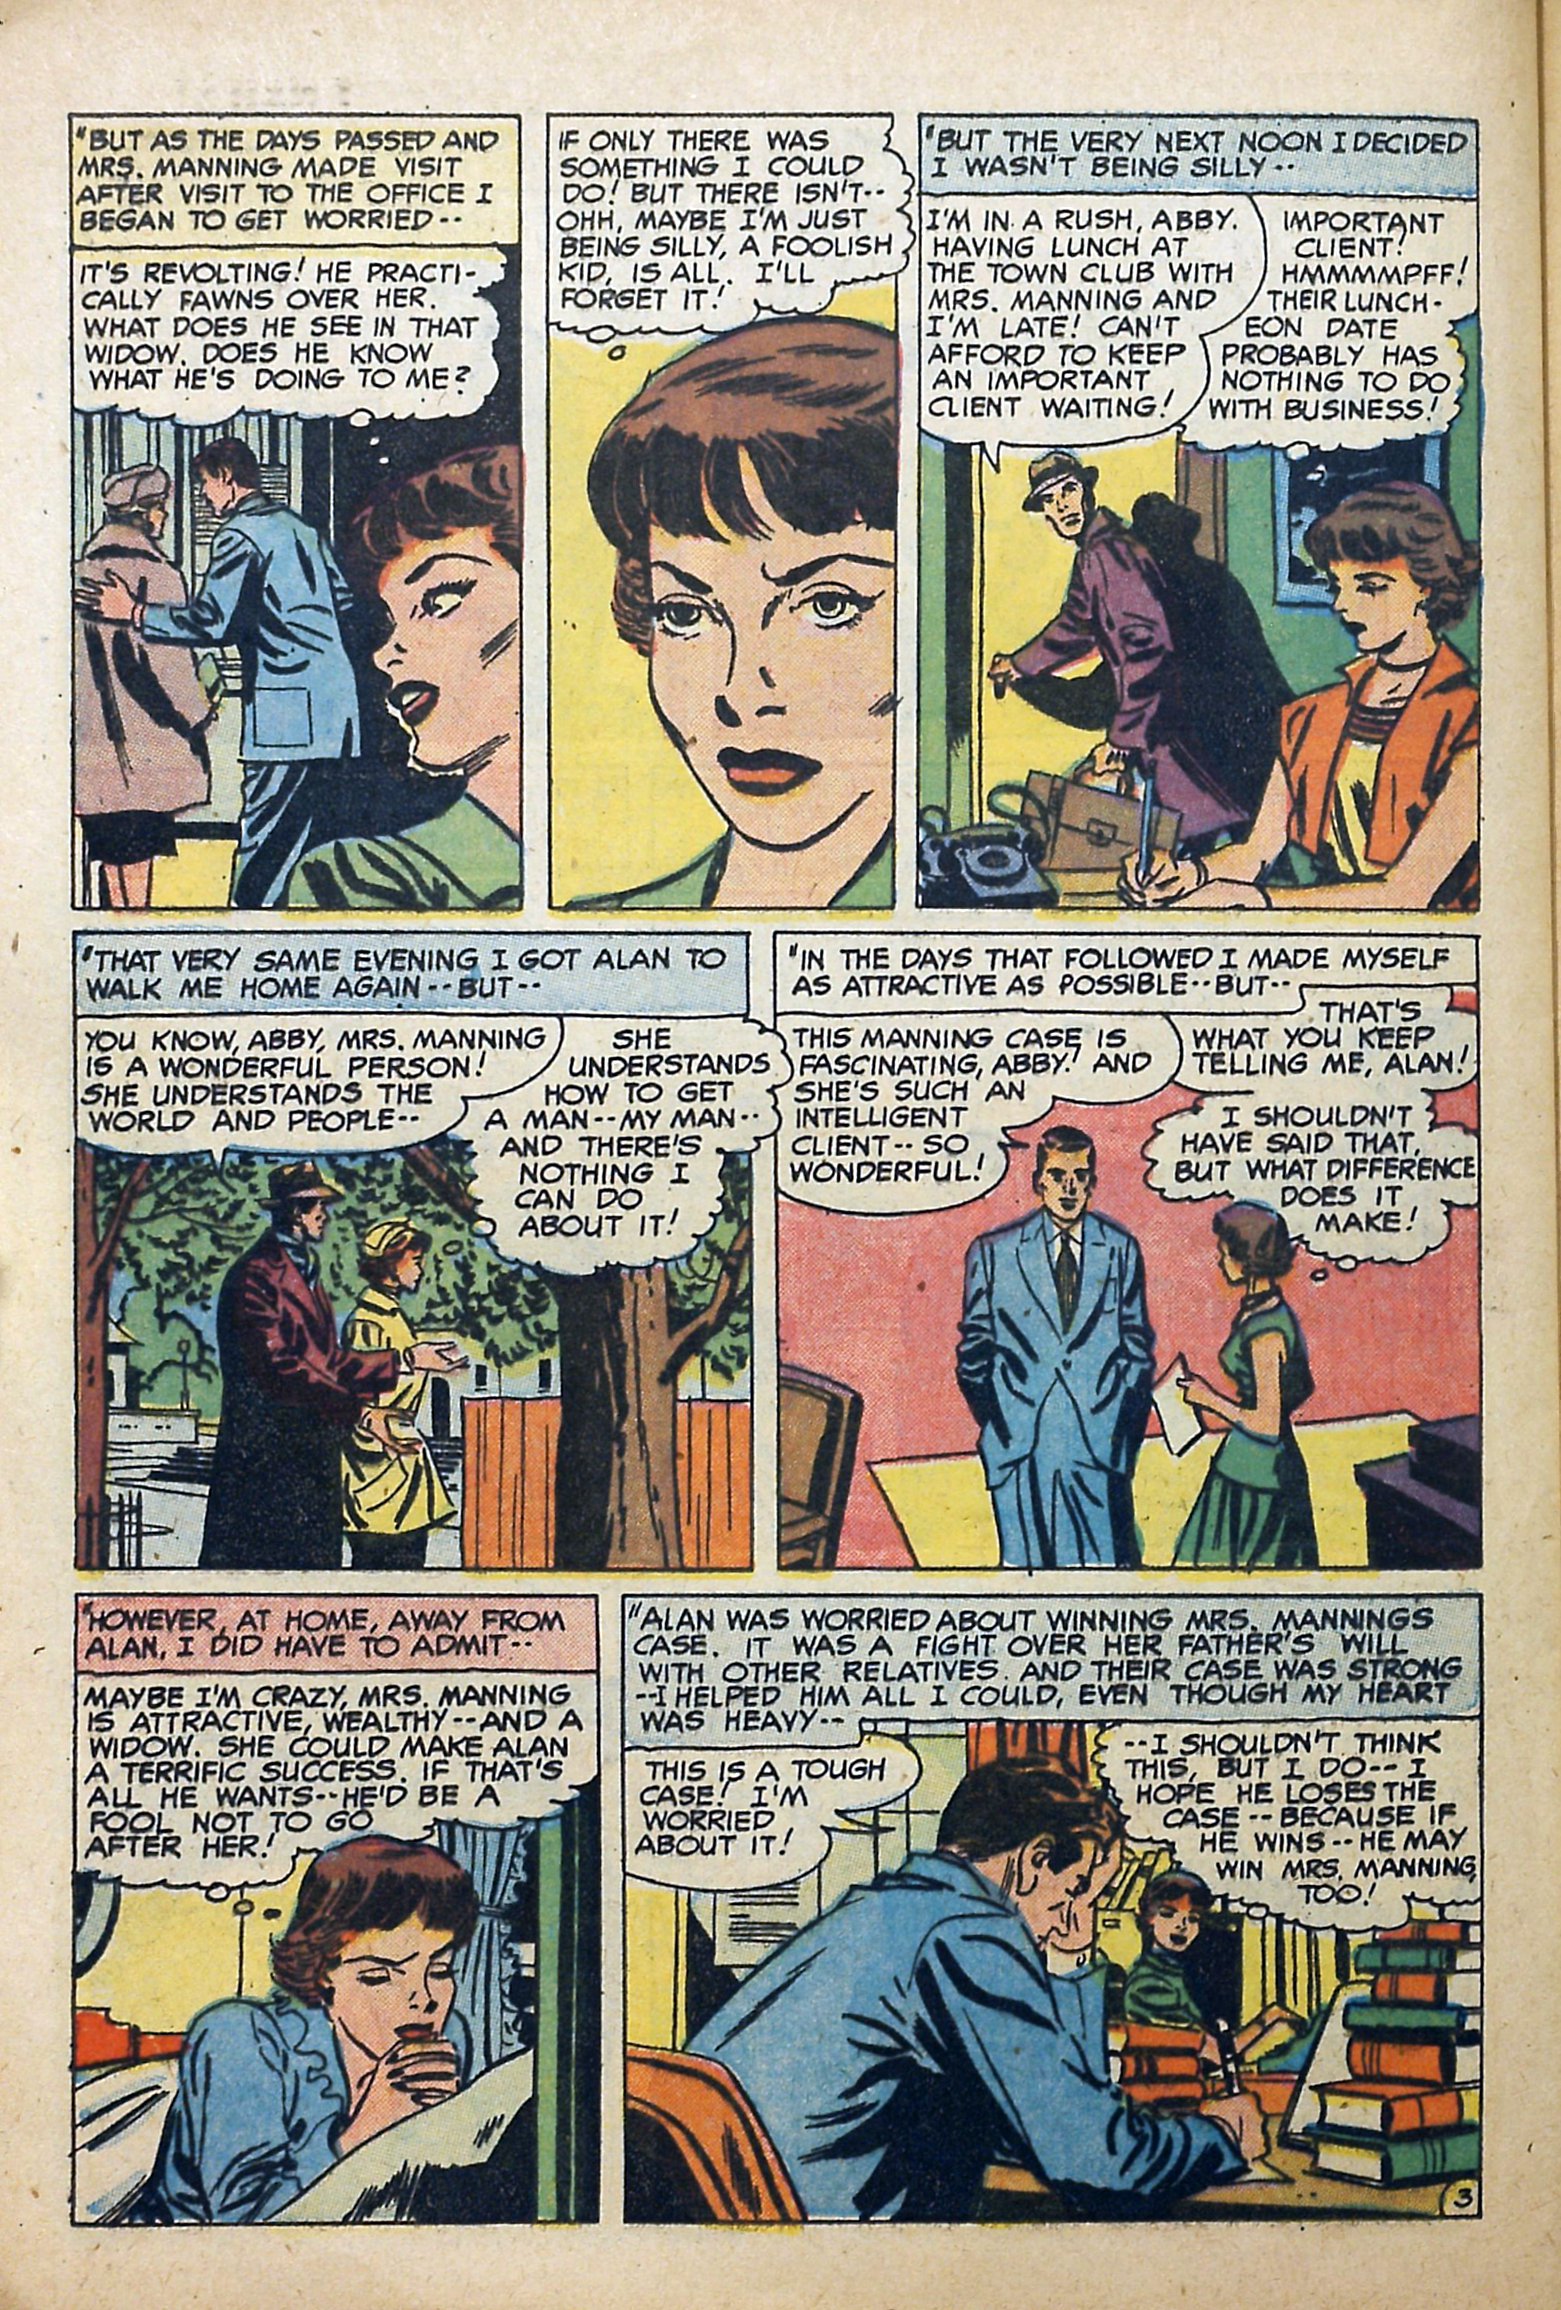 "BUT AS THE DAYS PASSED AND
MRS. MANNING MADE VISIT
AFTER VISIT TO THE OFFICE I
BEGAN TO GET WORRIED--
IT'S REVOLTING! HE PRACTI-
CALLY FAWNS OVER HER.
WHAT DOES HE SEE IN THAT
WIDOW. DOES HE KNOW
WHAT HE'S DOING TO ME?
IF ONLY THERE WAS
SOMETHING I COULD
DO! BUT THERE ISN'T--
OHH, MAYBE I'M JUST
BEING SILLY, A FOOLISH
KID, IS ALL. I'LL
FORGET IT!
"BUT THE VERY NEXT NOON I DECIDED
I WASN'T BEING SILLY--
I'M IN A RUSH, ABBY.
HAVING LUNCH AT
THE TOWN CLUB WITH
MRS. MANNING AND
I'M LATE! CAN'T
AFFORD TO KEEP
AN IMPORTANT
CLIENT WAITING!
IMPORTANT
CLIENT!
HMMMMMPFF!
THEIR LUNCH-
EON DATE
PROBABLY HAS
NOTHING TO DO
WITH BUSINESS!
"THAT VERY SAME EVENING I GOT ALAN TO
WALK ME HOME AGAIN--BUT--
YOU KNOW, ABBY, MRS. MANNING
IS A WONDERFUL PERSON!
SHE UNDERSTANDS THE
WORLD AND PEOPLE--
SHE
UNDERSTANDS
HOW TO GET
A MAN--MY MAN--
AND THERE'S
NOTHING I
CAN DO
ABOUT IT!
"IN THE DAYS THAT FOLLOWED I MADE MYSELF
AS ATTRACTIVE AS POSSIBLE--BUT--
THIS MANNING CASE IS
FASCINATING, ABBY! AND
SHE'S SUCH AN
INTELLIGENT
CLIENT--SO
WONDERFUL!
THAT'S
WHAT YOU KEEP
TELLING ME, ALAN!
I SHOULDN'T
HAVE SAID THAT,
BUT WHAT DIFFERENCE
DOES IT
MAKE!
"HOWEVER, AT HOME, AWAY FROM
ALAN, I DID HAVE TO ADMIT--
MAYBE I'M CRAZY, MRS. MANNING
IS ATTRACTIVE, WEALTHY--AND A
WIDOW. SHE COULD MAKE ALAN
A TERRIFIC SUCCESS. IF THAT'S
ALL HE WANTS--HE'D BE A
FOOL NOT TO GO
AFTER HER!
"ALAN WAS WORRIED ABOUT WINNING MRS. MANNING'S
CASE. IT WAS A FIGHT OVER HER FATHER'S WILL
WITH OTHER RELATIVES. AND THEIR CASE WAS STRONG
--I HELPED HIM ALL I COULD, EVEN THOUGH MY HEART
WAS HEAVY--
THIS IS A TOUGH
CASE! I'M
WORRIED
ABOUT IT!
--I SHOULDN'T THINK
THIS, BUT I DO--I
HOPE HE LOSES THE
CASE--BECAUSE IF
HE WINS--HE MAY
WIN MRS. MANNING,
TOO!
3